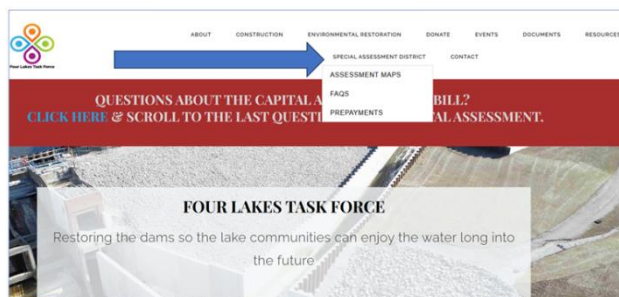 ABOUT CONSTRUCTION ENVIRONMENTAL RESTORATION DONATE EVENTS DOCUMENTS RESOURCES
Four Lakes Task Force
SPECIAL ASSESSMENT DISTRICT CONTACT
ASSESSMENT MAPS
FAQS
PREPAYMENTS
QUESTIONS ABOUT THE CAPITAL A BILL?
CLICK HERE & SCROLL TO THE LAST QUESTI TAL ASSESSMENT.
FOUR LAKES TASK FORCE
Restoring the dams so the lake communities can enjoy the water long into
the future